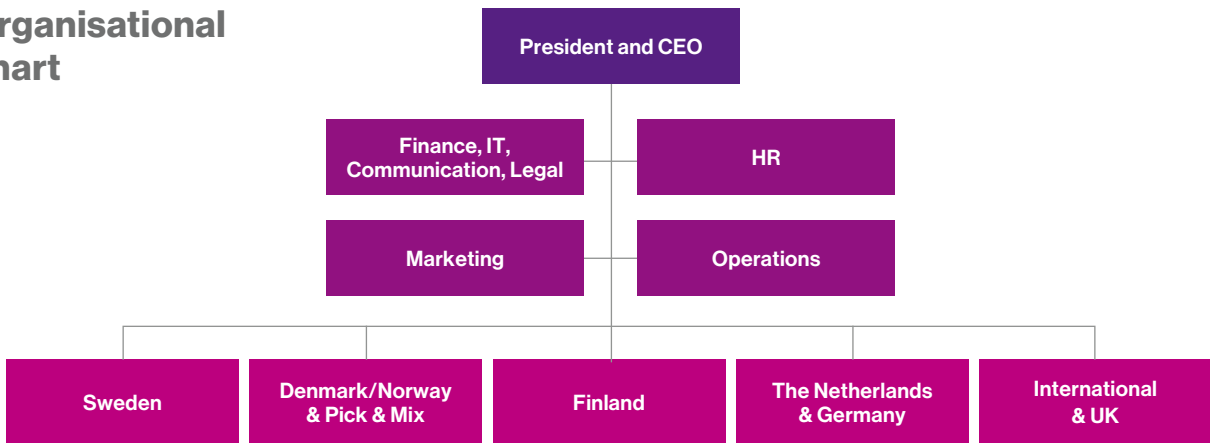 rganisational
hart
President and CEO
Finance, IT,
Communication, Legal
HR
Marketing
Operations
Sweden
Denmark/Norway
& Pick & Mix
Finland
The Netherlands
& Germany
International
& UK